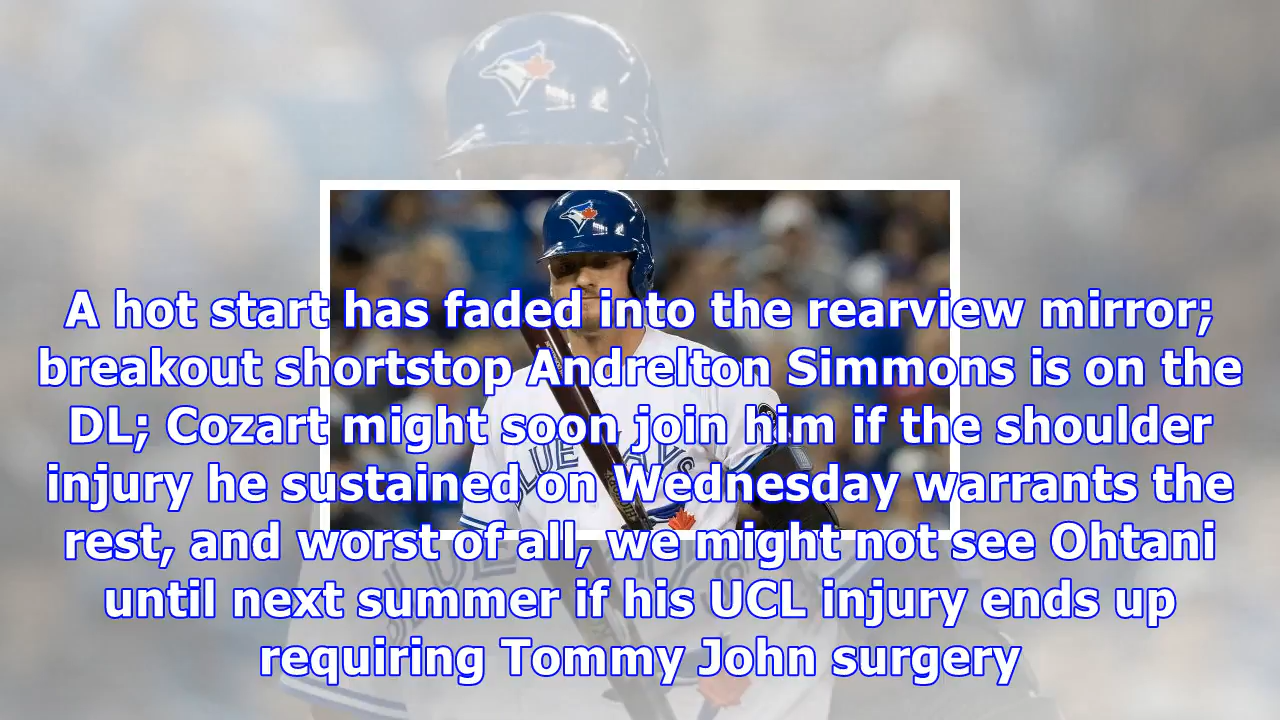 A hot start has faded into the rearview mirror;
breakout shortstop Andrelton Simmons is on the
DL; Cozart might soon join him if the shoulder
injury he sustained on Wednesday warrants the
rest, and worst of all, we might not see Ohtani
until next summer if his UCL injury ends up
requiring Tommy John surgery